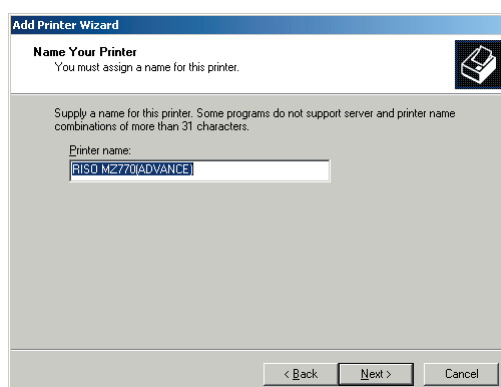 Add Printer Wizard
Name Your Printer
You must assign a name for this printer.
Supply a name for this printer. Some programs do not support server and printer name
combinations of more than 31 characters.
Printer name:
RISO MZ770(ADVANCE)
< Back
Next >
Cancel